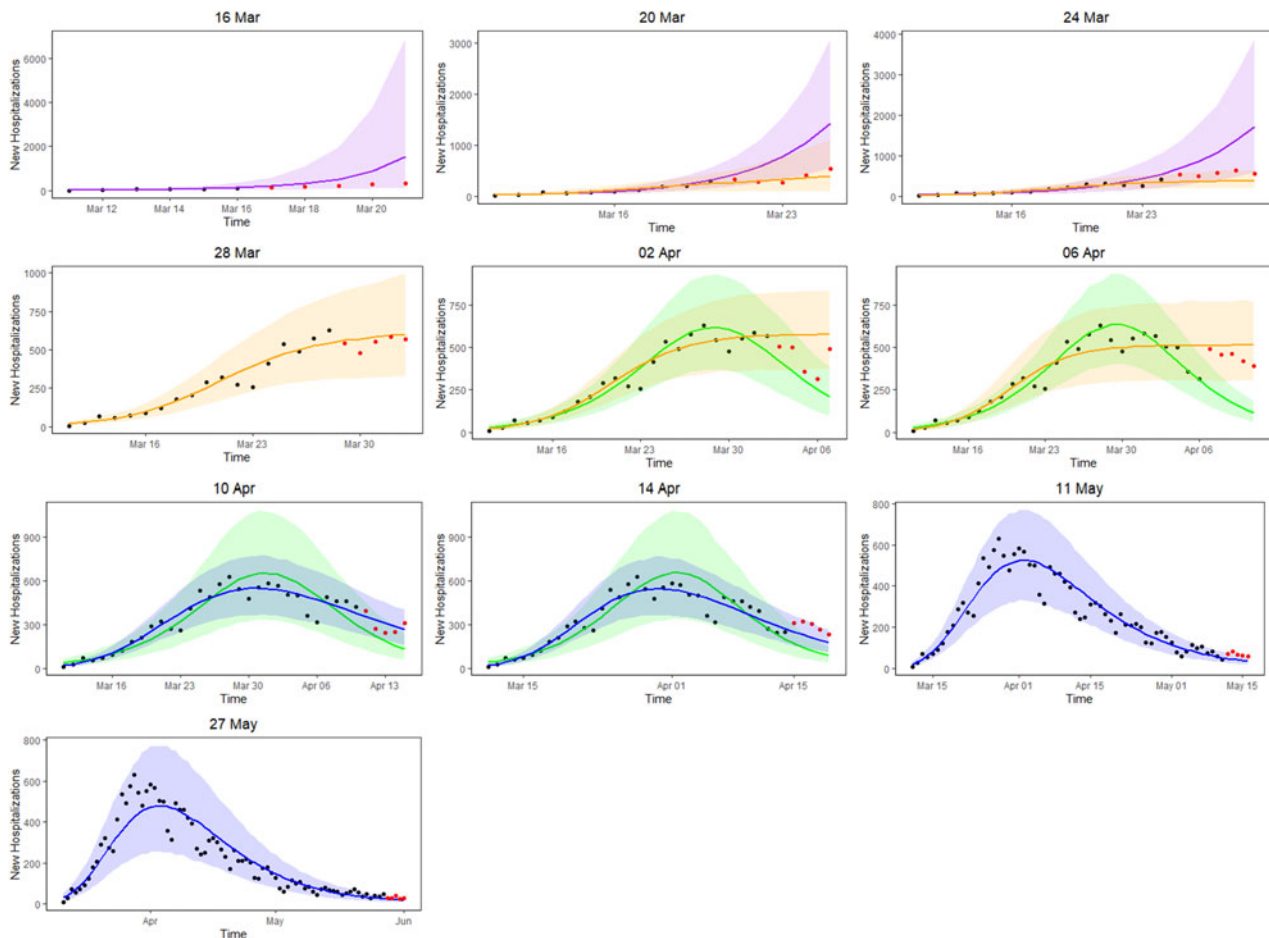 16 Mar
New Hospitalizations
6000
4000
2000
0
Mar 12
Mar 14
Mar 16
Mar 18
Mar 20
Time
20 Mar
New Hospitalizations
3000
2000
1000
0
Mar 16
Mar 23
Time
24 Mar
New Hospitalizations
4000
3000
2000
1000
0
Mar 16
Mar 23
Time
28 Mar
New Hospitalizations
1000
750
500
250
0
Mar 16
Mar 23
Mar 30
Time
02 Apr
New Hospitalizations
750
500
250
0
Mar 16
Mar 23
Mar 30
Apr 06
Time
06 Apr
New Hospitalizations
750
500
250
0
Mar 16
Mar 23
Mar 30
Apr 06
Time
10 Apr
New Hospitalizations
900
600
300
0
Mar 16
Mar 23
Mar 30
Apr 06
Apr 13
Time
14 Apr
New Hospitalizations
900
600
300
0
Mar 15
Apr 01
Apr 15
Time
11 May
New Hospitalizations
800
600
400
200
0
Mar 15
Apr 01
Apr 15
May 01
May 15
Time
27 May
New Hospitalizations
800
600
400
200
0
Apr
May
Jun
Time